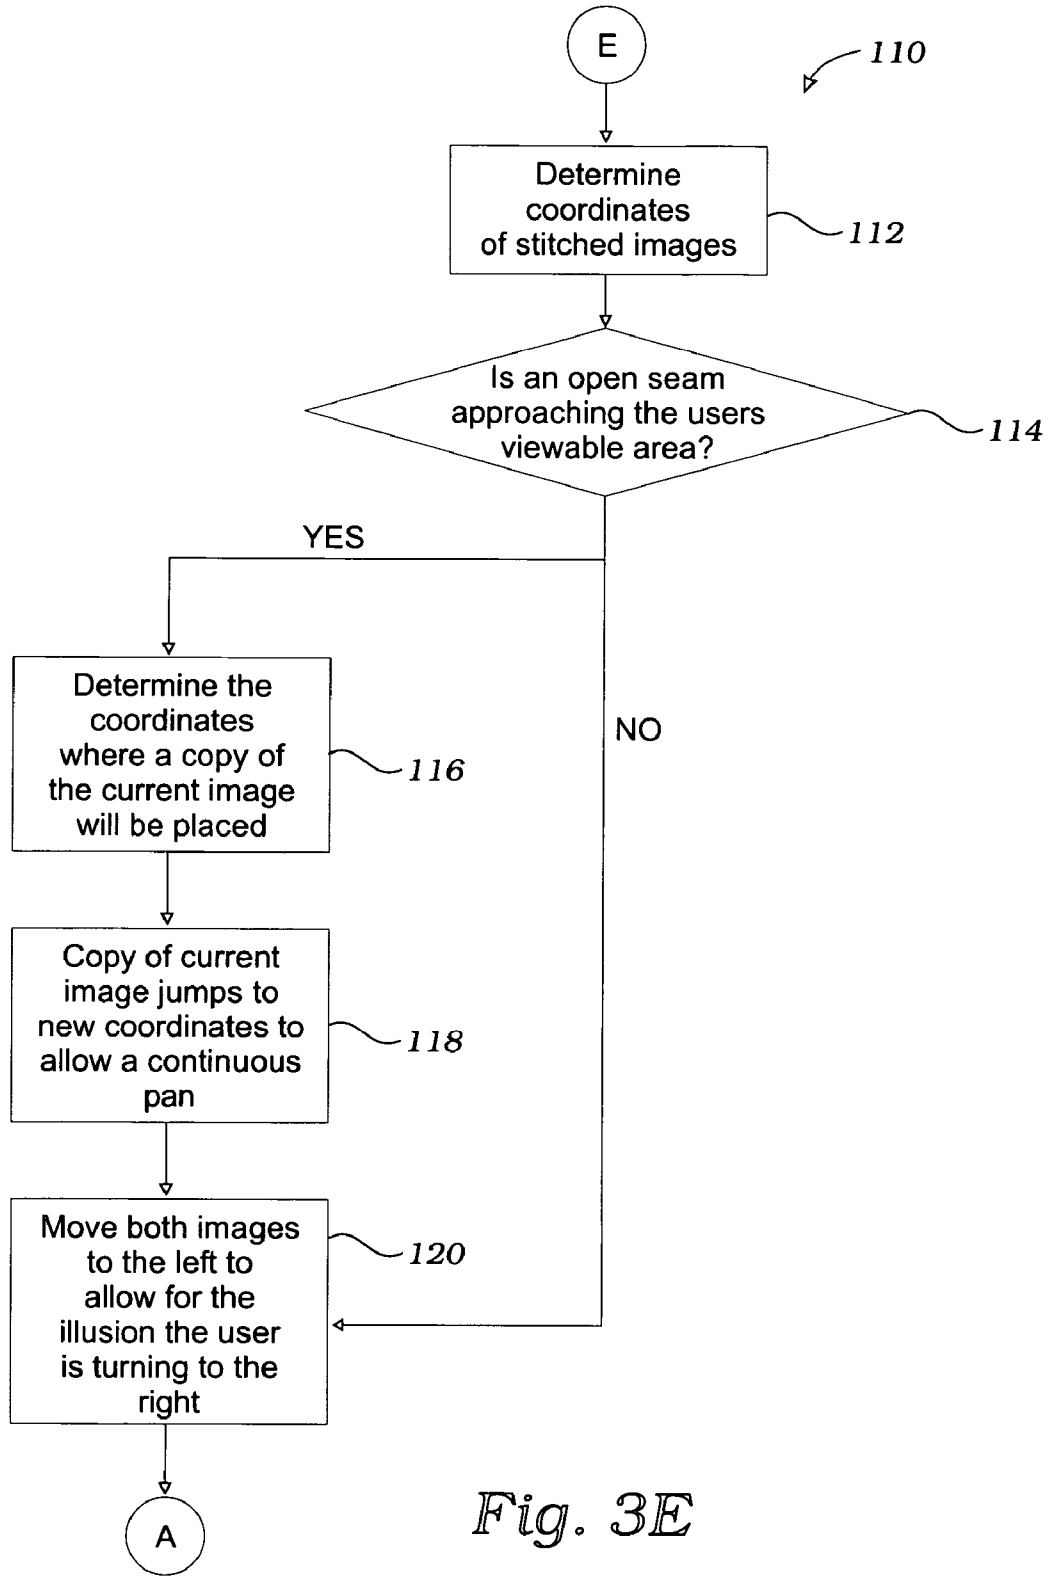 E
110
Determine
coordinates
of stitched images
112
Is an open seam
approaching the users
viewable area?
114
YES
NO
Determine the
coordinates
where a copy of
the current image
will be placed
116
Copy of current
image jumps to
new coordinates to
allow a continuous
pan
118
Move both images
to the left to
allow for the
illusion the user
is turning to the
right
120
A
Fig. 3E